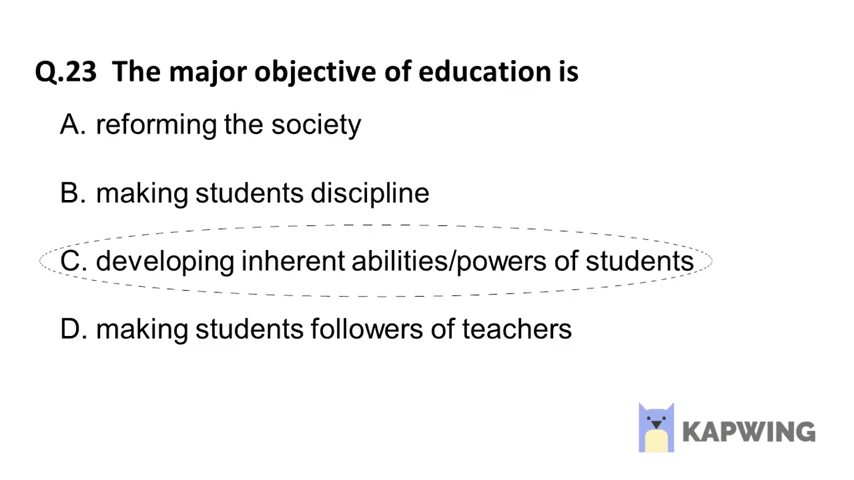 Q.23 The major objective of education is
A. reforming the society
B. making students discipline
C. developing inherent abilities/powers of students
D. making students followers of teachers
KAPWING